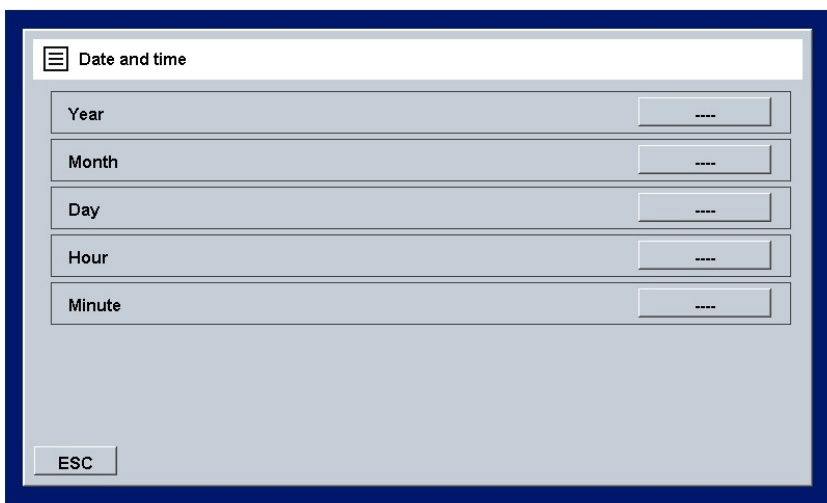 Date and time
Year ----
Month ----
Day ----
Hour ----
Minute ----
ESC